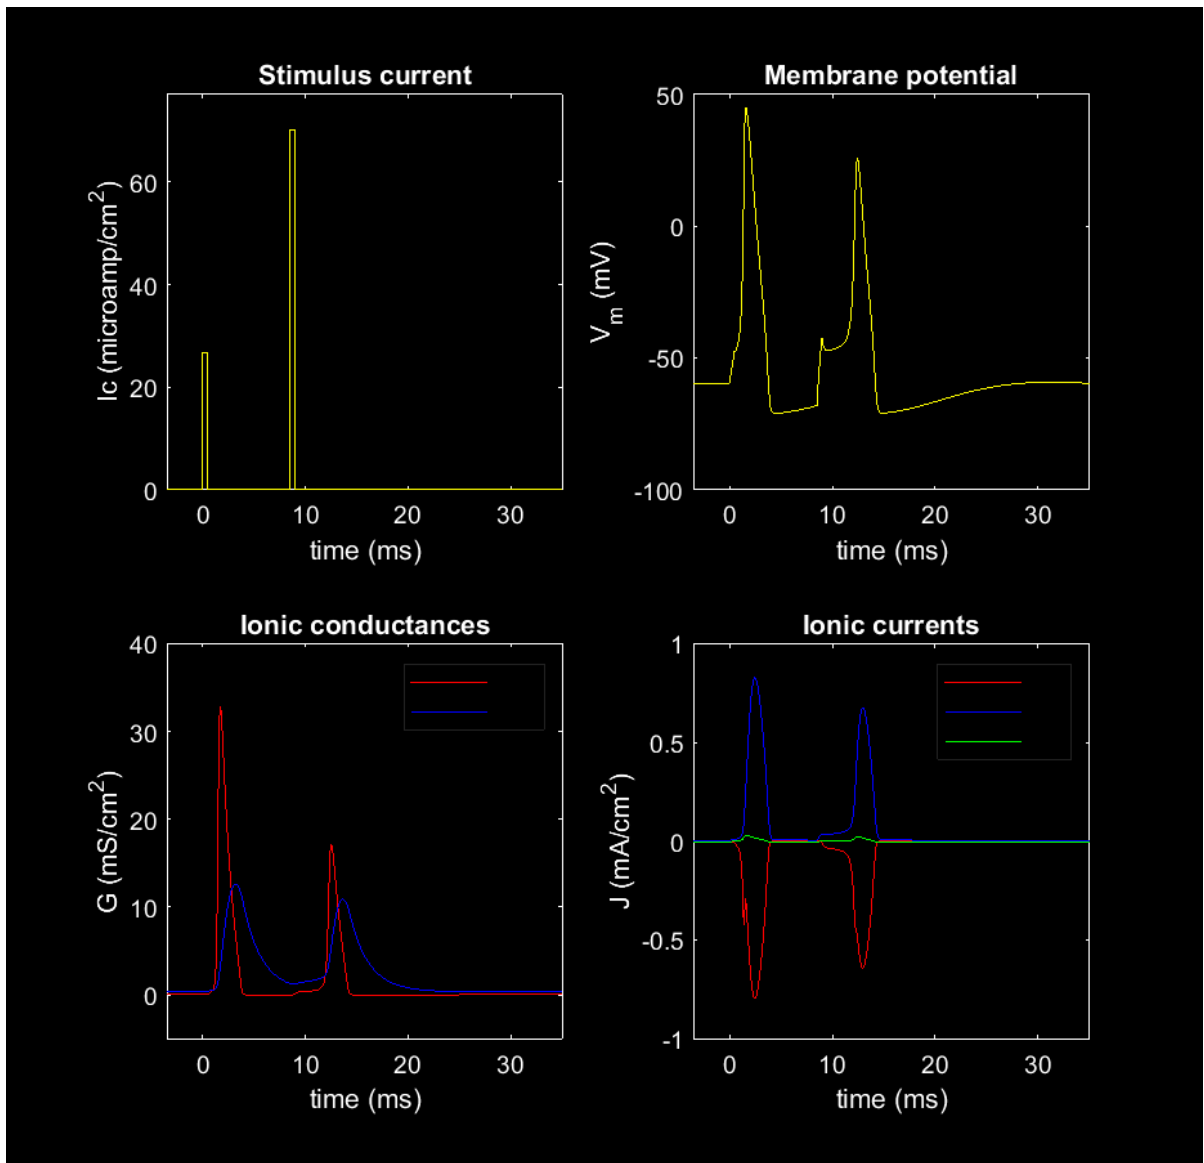 Stimulus current
Ic (microamp/cm²)
60
40
20
0
0 10 20 30
time (ms)
Membrane potential
V_m (mV)
50
0
-50
-100
0 10 20 30
time (ms)
Ionic conductances
G (mS/cm²)
40
30
20
10
0
0 10 20 30
time (ms)
Ionic currents
J (mA/cm²)
1
0.5
0
-0.5
-1
0 10 20 30
time (ms)